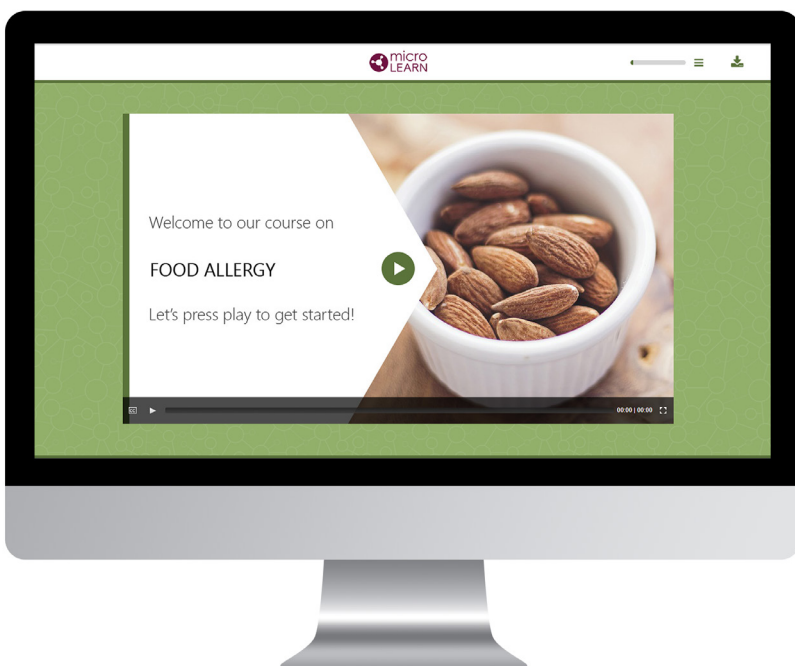 micro
LEARN
Welcome to our course on
FOOD ALLERGY
Let's press play to get started!
CC
00:00 | 00:00